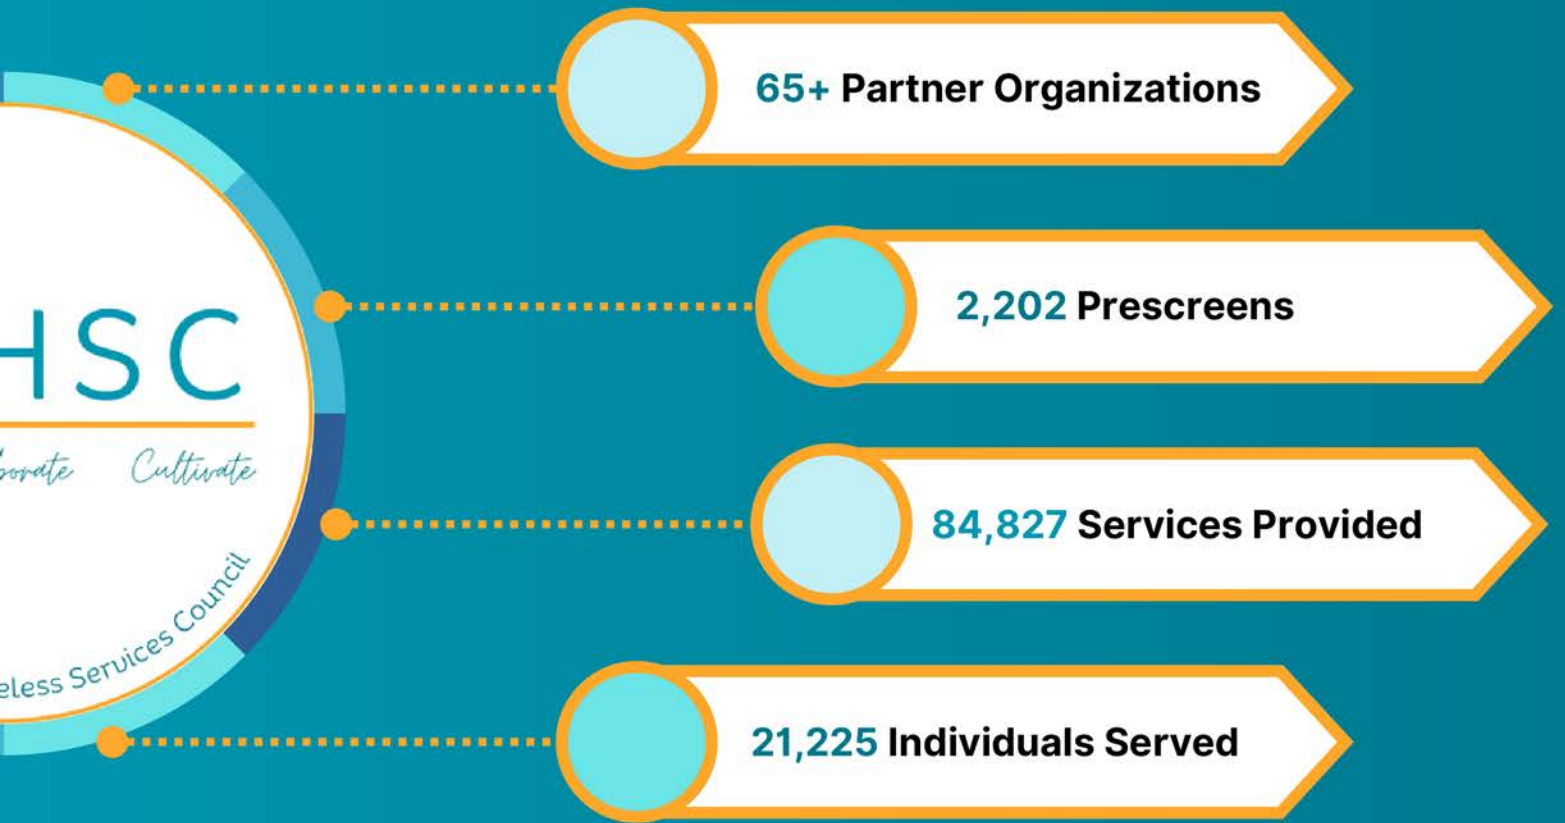 65+ Partner Organizations
2,202 Prescreens
HSC
Cultivate
84,827 Services Provided
Services Council
21,225 Individuals Served